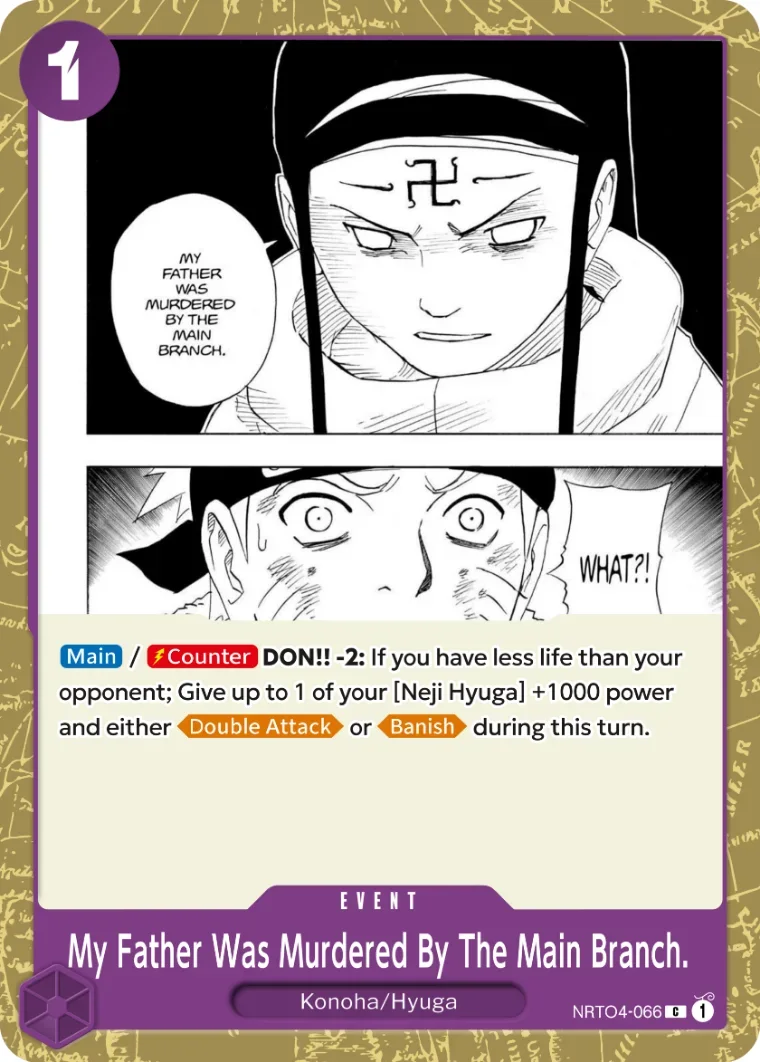 1
MY
FATHER
WAS
MURDERED
BY THE
MAIN
BRANCH.
卍
WHAT?!
Main / Counter DON!! -2: If you have less life than your
opponent; Give up to 1 of your [Neji Hyuga] +1000 power
and either Double Attack or Banish during this turn.
EVENT
My Father Was Murdered By The Main Branch.
Konoha/Hyuga
NRTO4-066 C 1